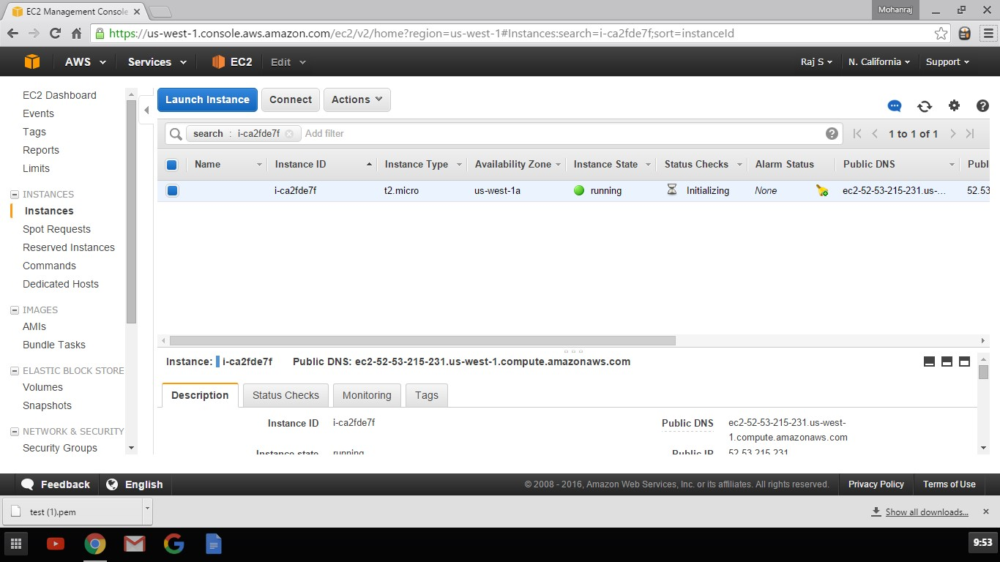 EC2 Management Console
Mohanraj
https://us-west-1.console.aws.amazon.com/ec2/v2/home?region=us-west-1#Instances:search=i-ca2fde7f;sort=instanceId
AWS Services EC2 Edit Raj S N. California Support
EC2 Dashboard
Events
Tags
Reports
Limits
INSTANCES
Instances
Spot Requests
Reserved Instances
Commands
Dedicated Hosts
IMAGES
AMIs
Bundle Tasks
ELASTIC BLOCK STORE
Volumes
Snapshots
NETWORK & SECURITY
Security Groups
Launch Instance Connect Actions
search : i-ca2fde7f Add filter 1 to 1 of 1
Name Instance ID Instance Type Availability Zone Instance State Status Checks Alarm Status Public DNS Publ
i-ca2fde7f t2.micro us-west-1a running Initializing None ec2-52-53-215-231.us-... 52.53
Instance: i-ca2fde7f Public DNS: ec2-52-53-215-231.us-west-1.compute.amazonaws.com
Description Status Checks Monitoring Tags
Instance ID i-ca2fde7f Public DNS ec2-52-53-215-231.us-west-
1.compute.amazonaws.com
Instance state running Public IP 52.53.215.231
Feedback English © 2008 - 2016, Amazon Web Services, Inc. or its affiliates. All rights reserved. Privacy Policy Terms of Use
test (1).pem Show all downloads...
9:53